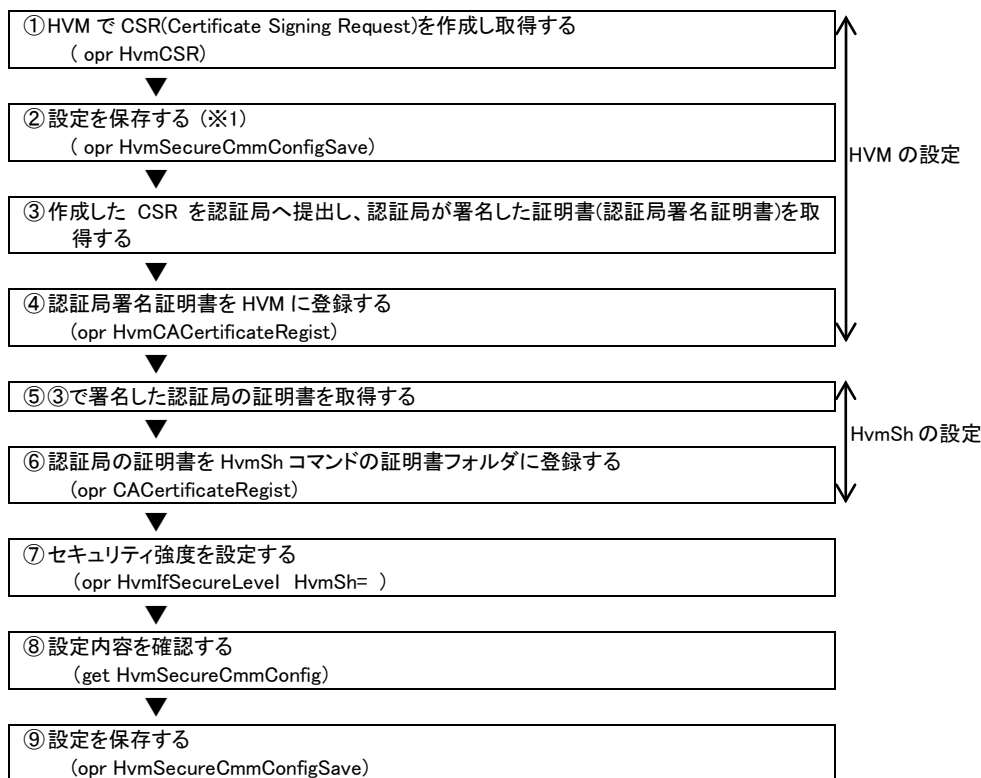 ①HVM で CSR(Certificate Signing Request)を作成し取得する
( opr HvmCSR)
▼
②設定を保存する (※1)
( opr HvmSecureCmmConfigSave)
HVM の設定
▼
③作成した CSR を認証局へ提出し、認証局が署名した証明書(認証局署名証明書)を取
得する
▼
④認証局署名証明書を HVM に登録する
(opr HvmCACertificateRegist)
▼
⑤③で署名した認証局の証明書を取得する
▼
HvmSh の設定
⑥認証局の証明書を HvmSh コマンドの証明書フォルダに登録する
(opr CACertificateRegist)
▼
⑦セキュリティ強度を設定する
(opr HvmIfSecureLevel HvmSh= )
▼
⑧設定内容を確認する
(get HvmSecureCmmConfig)
▼
⑨設定を保存する
(opr HvmSecureCmmConfigSave)